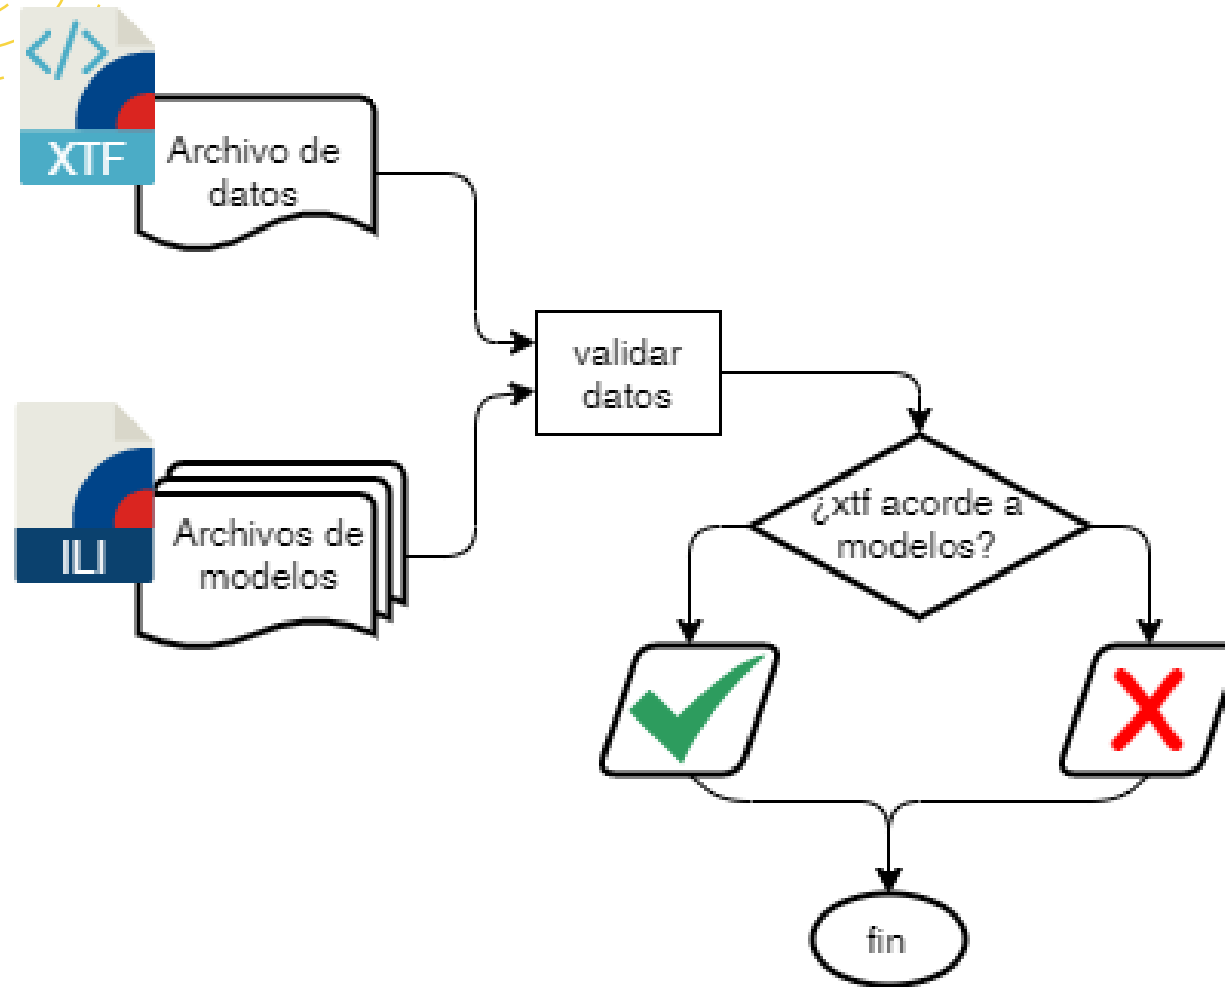 </>
XTF
Archivo de
datos
validar
datos
ILI
Archivos de
modelos
¿xtf acorde a
modelos?
fin